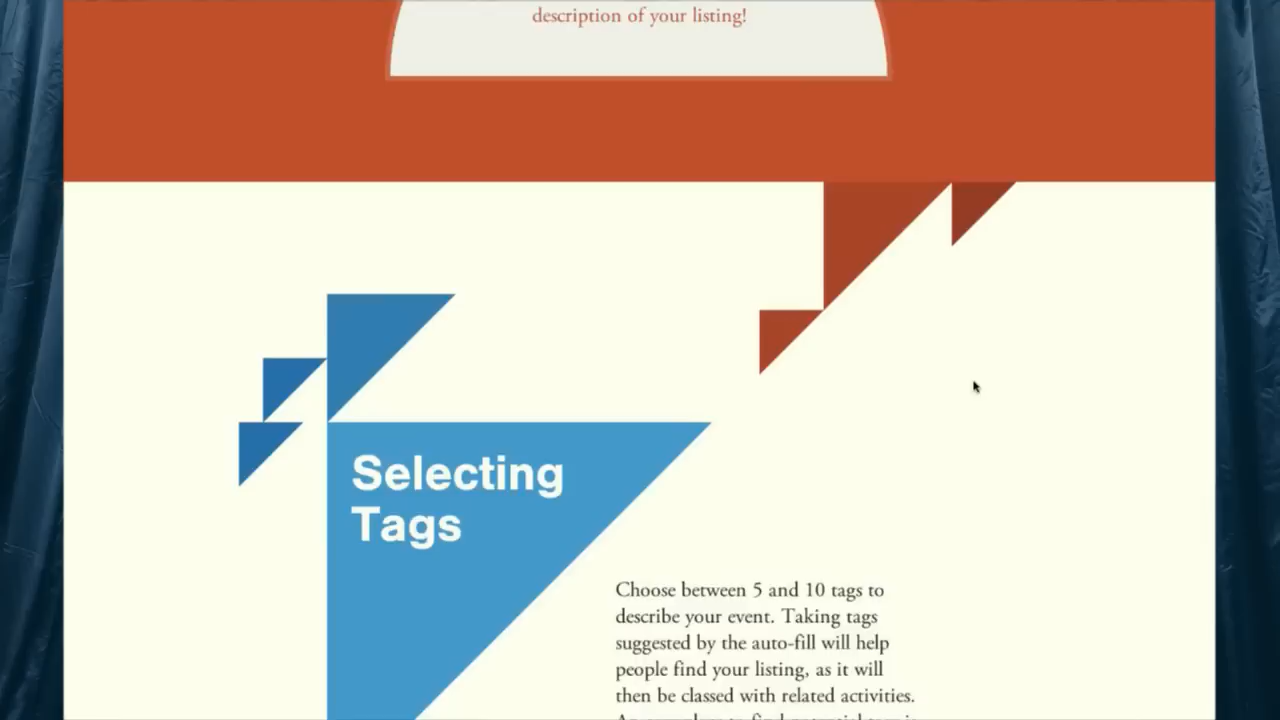 description of your listing!
Selecting
Tags
Choose between 5 and 10 tags to
describe your event. Taking tags
suggested by the auto-fill will help
people find your listing, as it will
then be classed with related activities.